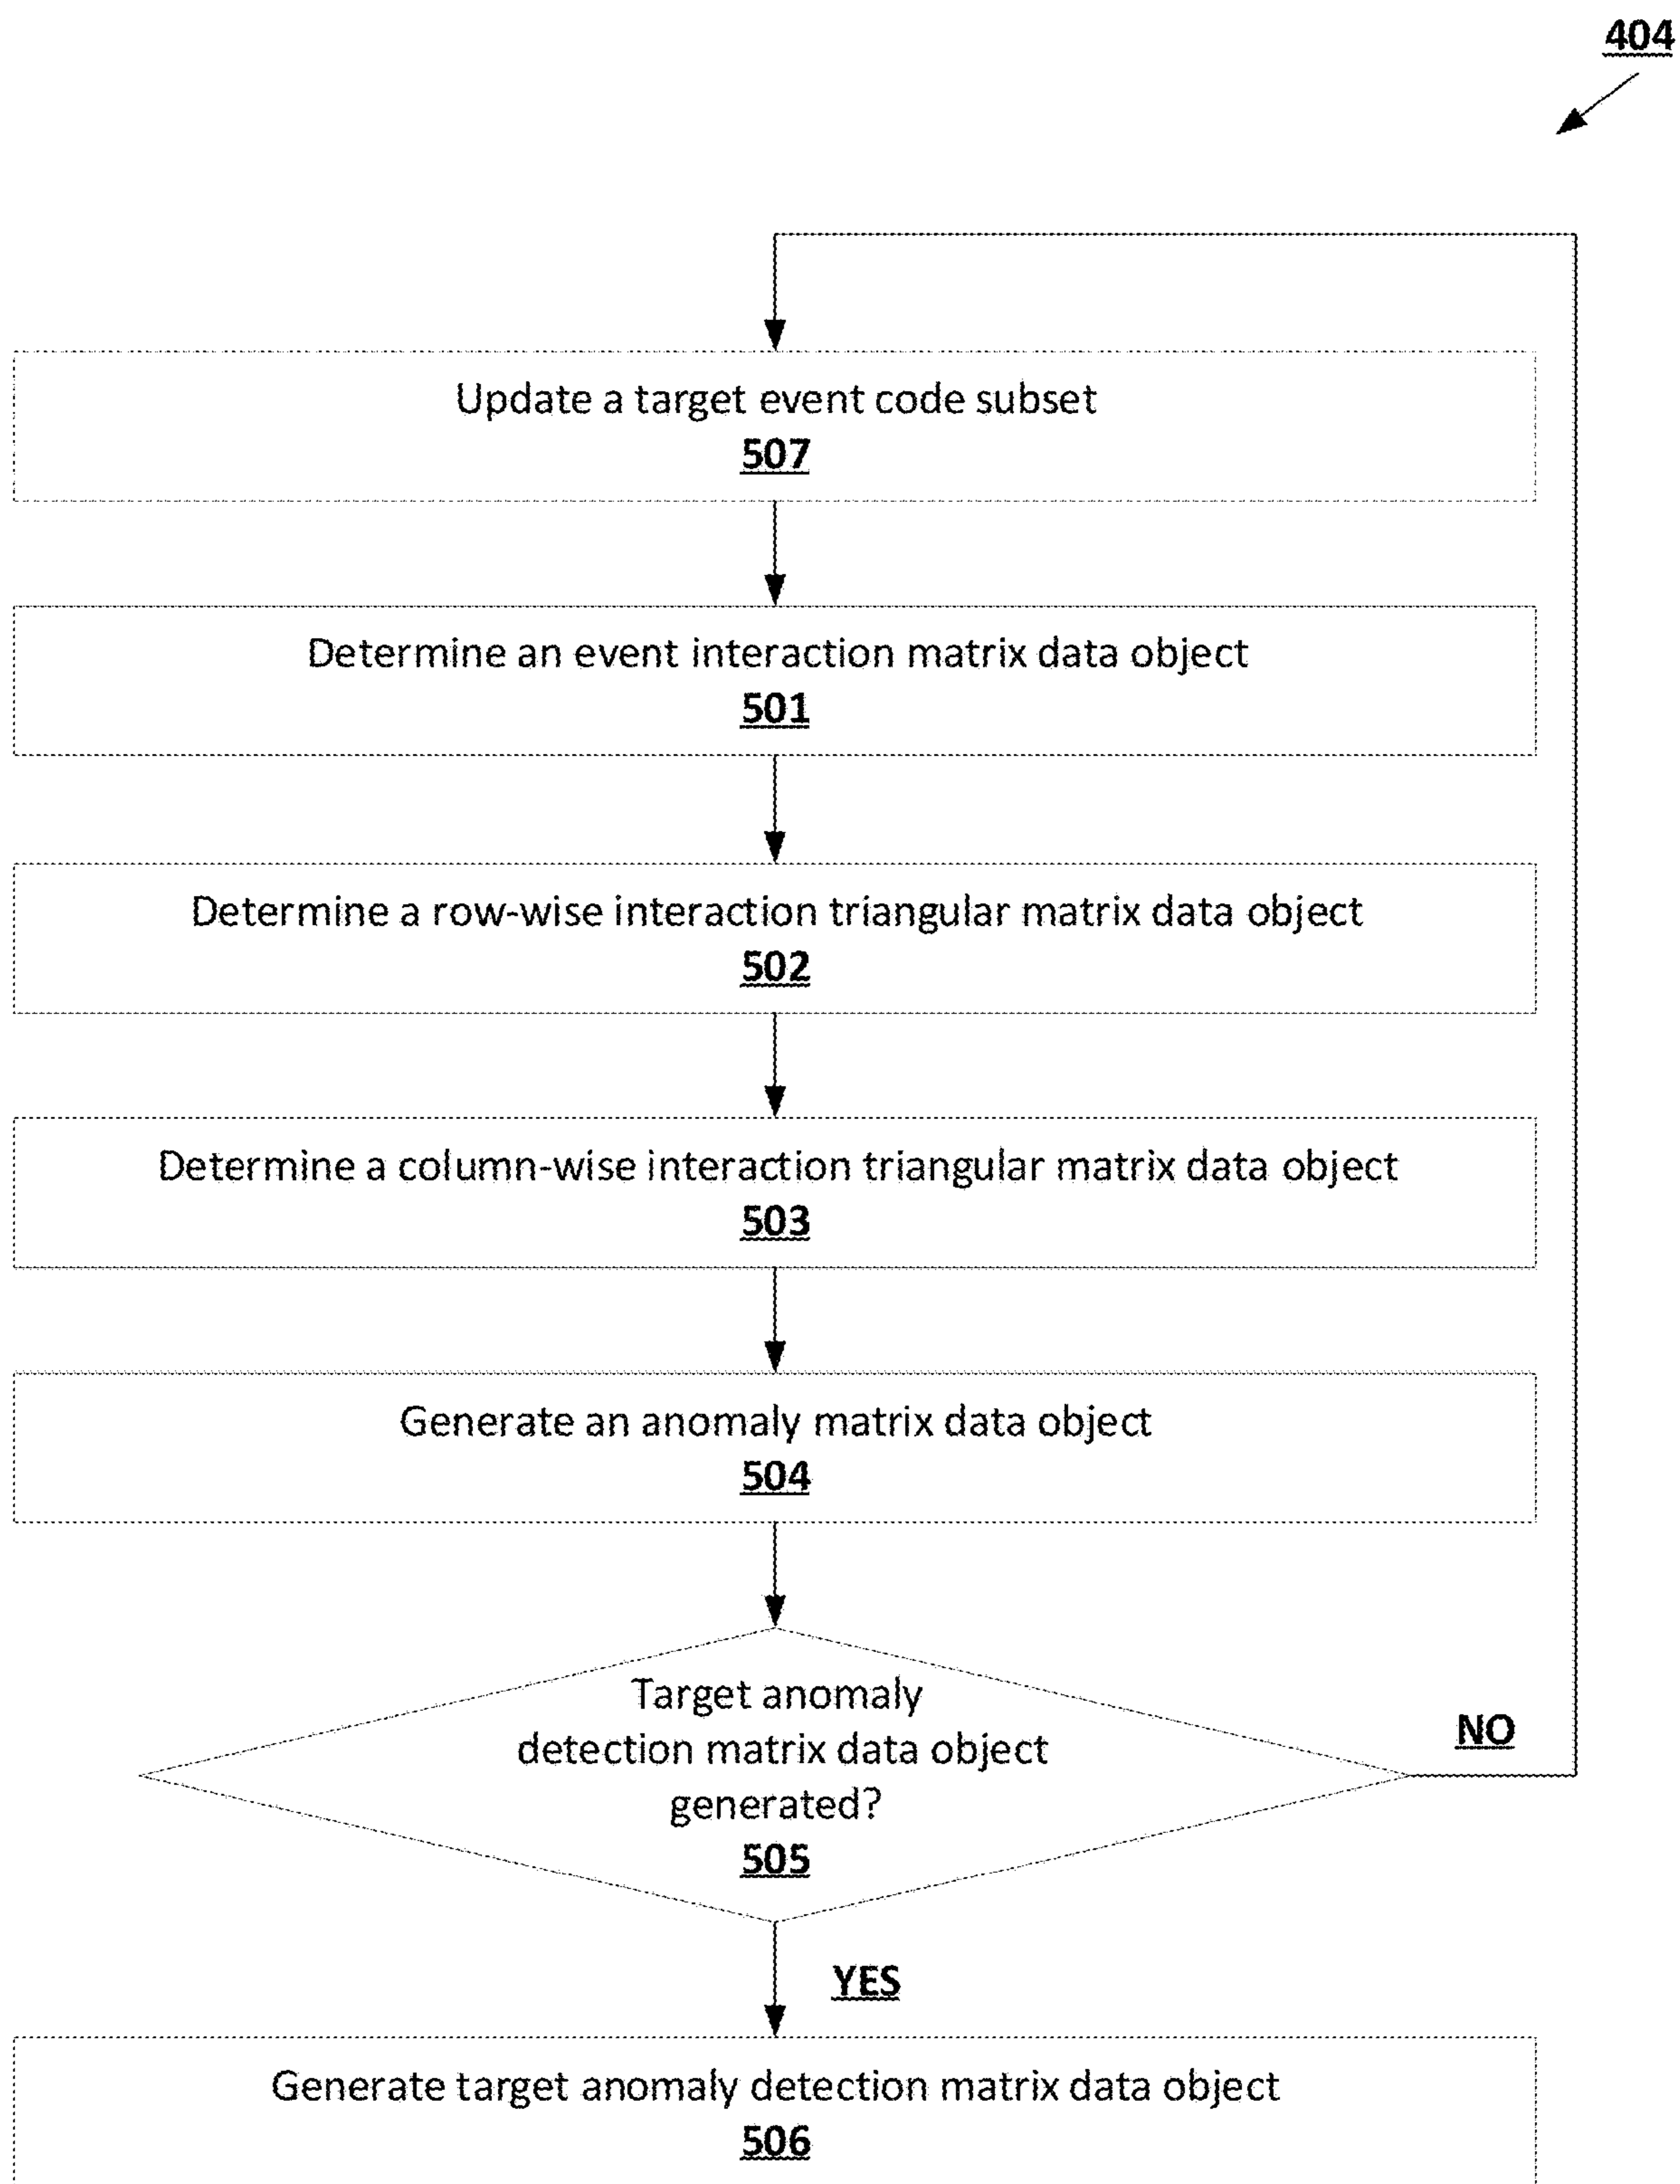 404
Update a target event code subset
507
Determine an event interaction matrix data object
501
Determine a row-wise interaction triangular matrix data object
502
Determine a column-wise interaction triangular matrix data object
503
Generate an anomaly matrix data object
504
Target anomaly
detection matrix data object
generated?
505
NO
YES
Generate target anomaly detection matrix data object
506